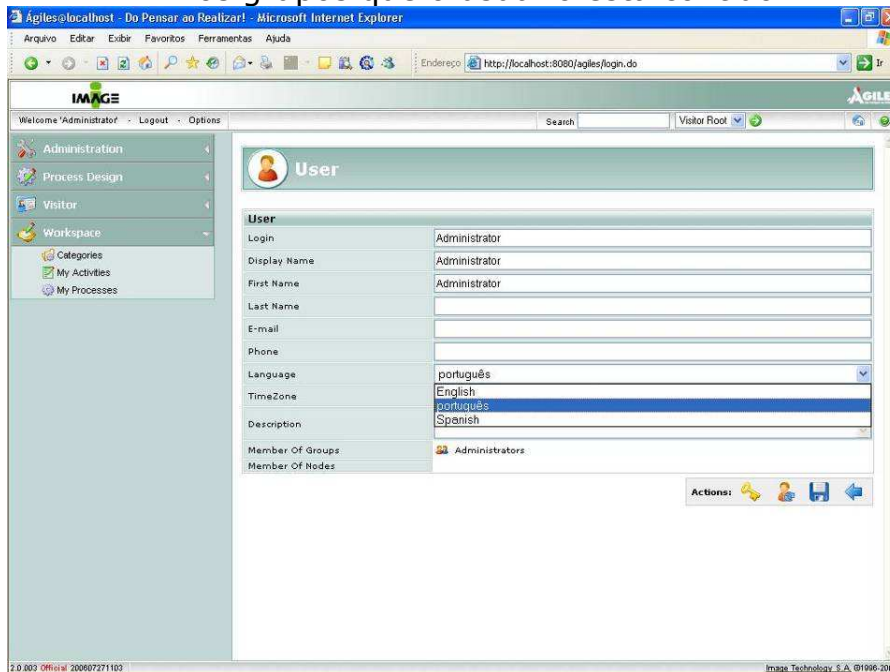 Ágiles@localhost - Do Pensar ao Realizar! - Microsoft Internet Explorer
Arquivo Editar Exibir Favoritos Ferramentas Ajuda
Endereço http://localhost:8080/agiles/login.do Ir
IMAGE
Welcome 'Administrator' - Logout - Options Search Visitor Root
Administration
Process Design
Visitor
Workspace
Categories
My Activities
My Processes
User
User
Login Administrator
Display Name Administrator
First Name Administrator
Last Name
E-mail
Phone
Language português
TimeZone
English
português
Spanish
Description
Member Of Groups Administrators
Member Of Nodes
Actions:
2.0.003 Official 200607271103
Image Technology S.A. ©1996-20